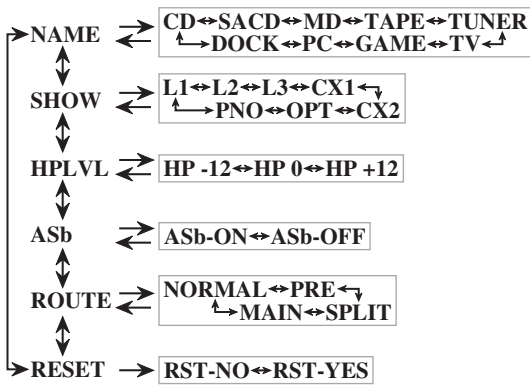 NAME
CD↔SACD↔MD↔TAPE↔TUNER
DOCK↔PC↔GAME↔TV
SHOW
L1↔L2↔L3↔CX1
PNO↔OPT↔CX2
HPLVL
HP -12↔HP 0↔HP +12
ASb
ASb-ON↔ASb-OFF
ROUTE
NORMAL↔PRE
MAIN↔SPLIT
RESET
RST-NO↔RST-YES